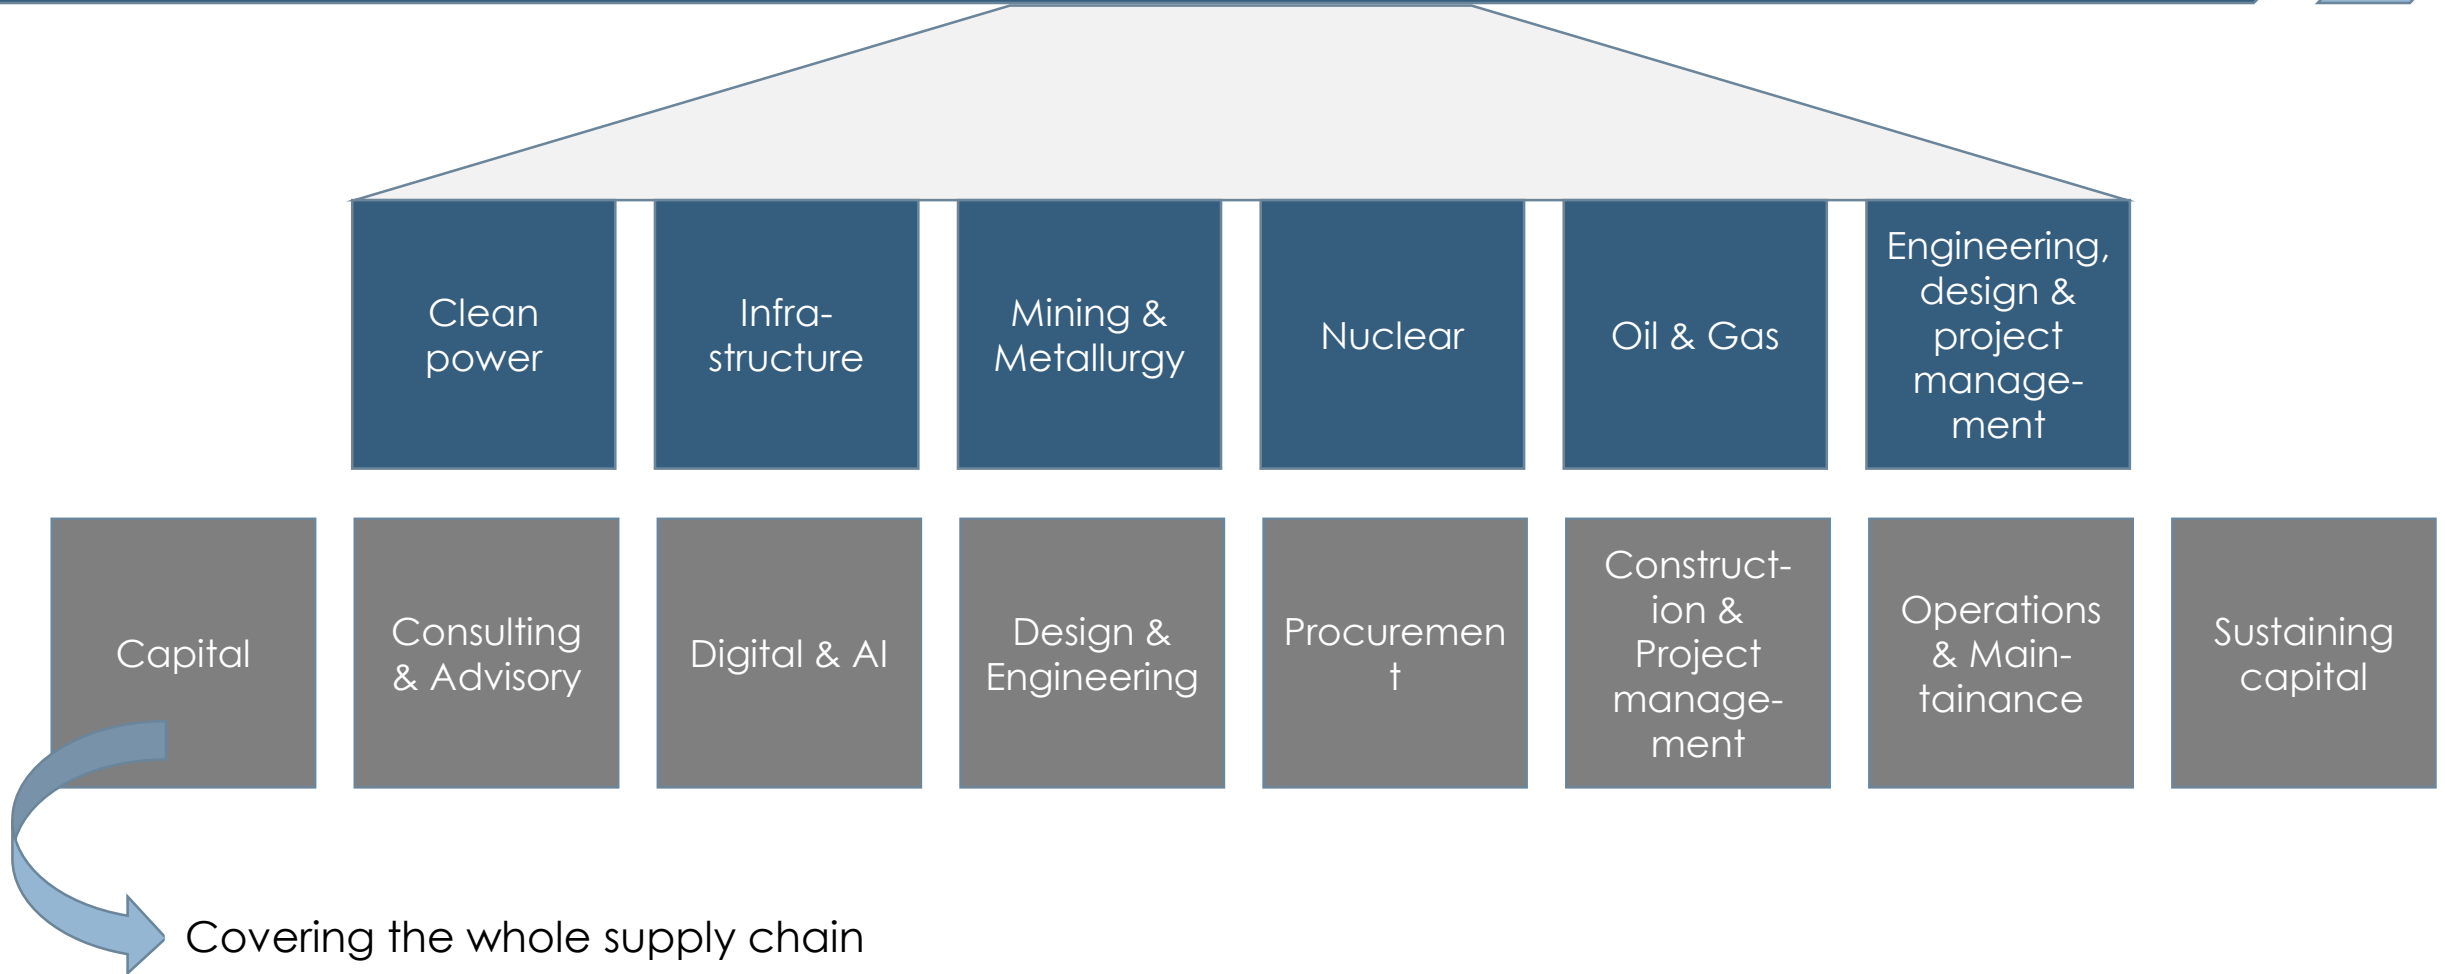 Clean
power
Infra-
structure
Mining &
Metallurgy
Nuclear
Oil & Gas
Engineering,
design &
project
manage-
ment
Capital
Consulting
& Advisory
Digital & AI
Design &
Engineering
Procuremen
t
Construct-
ion &
Project
manage-
ment
Operations
& Main-
tainance
Sustaining
capital
Covering the whole supply chain